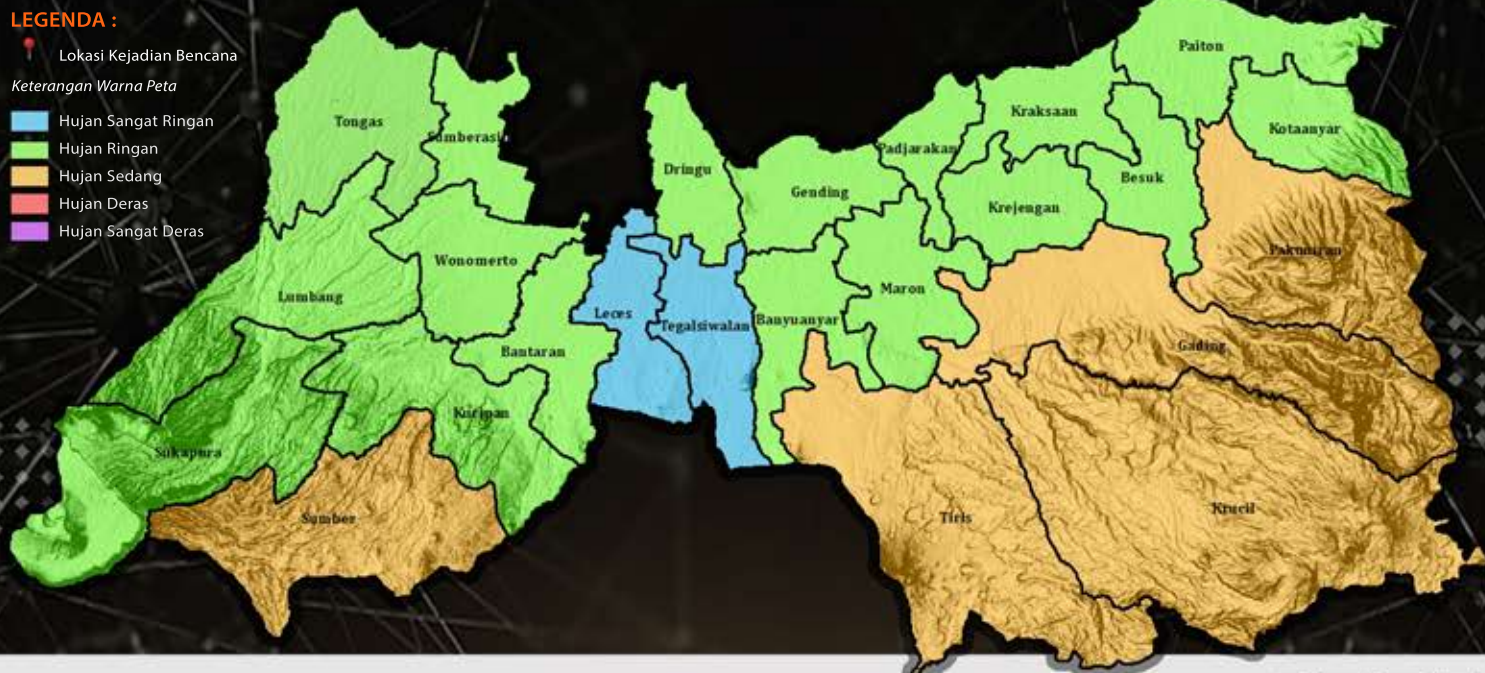 LEGENDA :
Lokasi Kejadian Bencana
Keterangan Warna Peta
Hujan Sangat Ringan
Hujan Ringan
Hujan Sedang
Hujan Deras
Hujan Sangat Deras
Paiton
Tongas
Sumberasih
Kraksaan
Kotaanyar
Padjarakan
Dringu
Besuk
Gending
Krejengan
Wonomerto
Pakuniran
Lumbang
Maron
Leces
Tegalsiwalan
Banyuanyar
Bantaran
Gading
Kuripan
Sukapura
Sumber
Tiris
Krucil